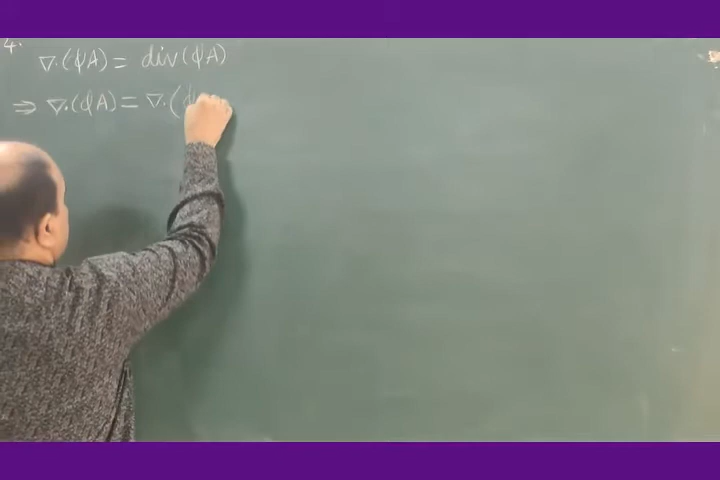 4.
∇·(ϕA) = div(ϕA)
⇒ ∇·(ϕA) = ∇·(ϕ